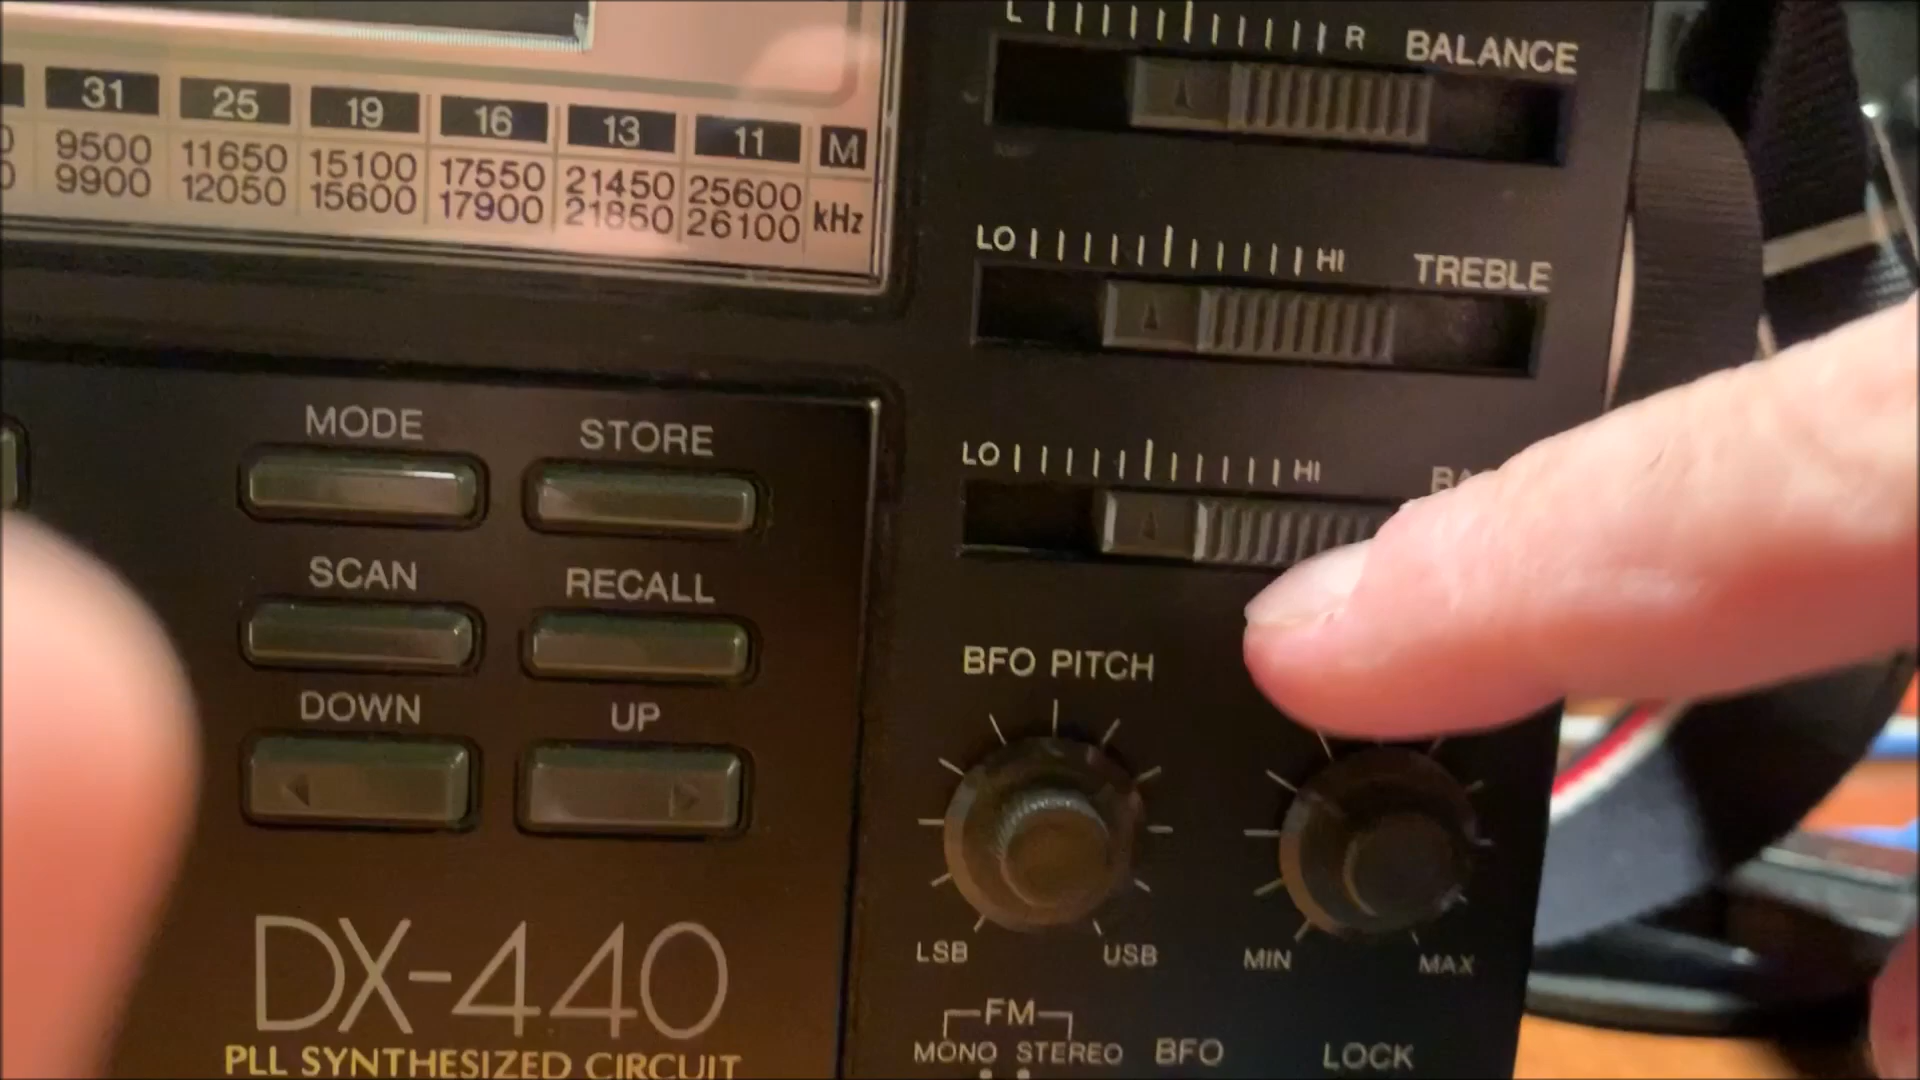 L R BALANCE
31 25 19 16 13 11 M
9500 11650 15100 17550 21450 25600 kHz
9900 12050 15600 17900 21850 26100
LO HI TREBLE
MODE STORE
LO HI
SCAN RECALL
BFO PITCH
DOWN UP
LSB USB MIN MAX
DX-440
FM
MONO STEREO BFO LOCK
PLL SYNTHESIZED CIRCUIT